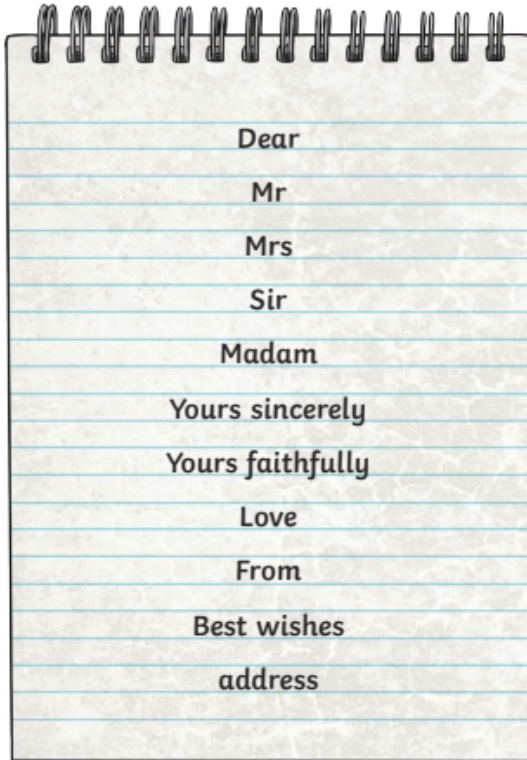 Dear
Mr
Mrs
Sir
Madam
Yours sincerely
Yours faithfully
Love
From
Best wishes
address